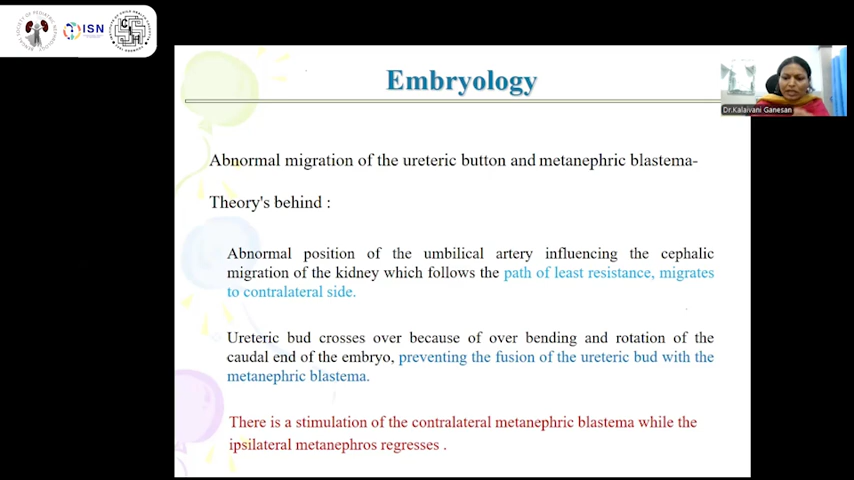 ISN
Embryology
Dr.Kalaivani Ganesan
Abnormal migration of the ureteric button and metanephric blastema-
Theory's behind :
Abnormal position of the umbilical artery influencing the cephalic
migration of the kidney which follows the path of least resistance, migrates
to contralateral side.
Ureteric bud crosses over because of over bending and rotation of the
caudal end of the embryo, preventing the fusion of the ureteric bud with the
metanephric blastema.
There is a stimulation of the contralateral metanephric blastema while the
ipsilateral metanephros regresses .